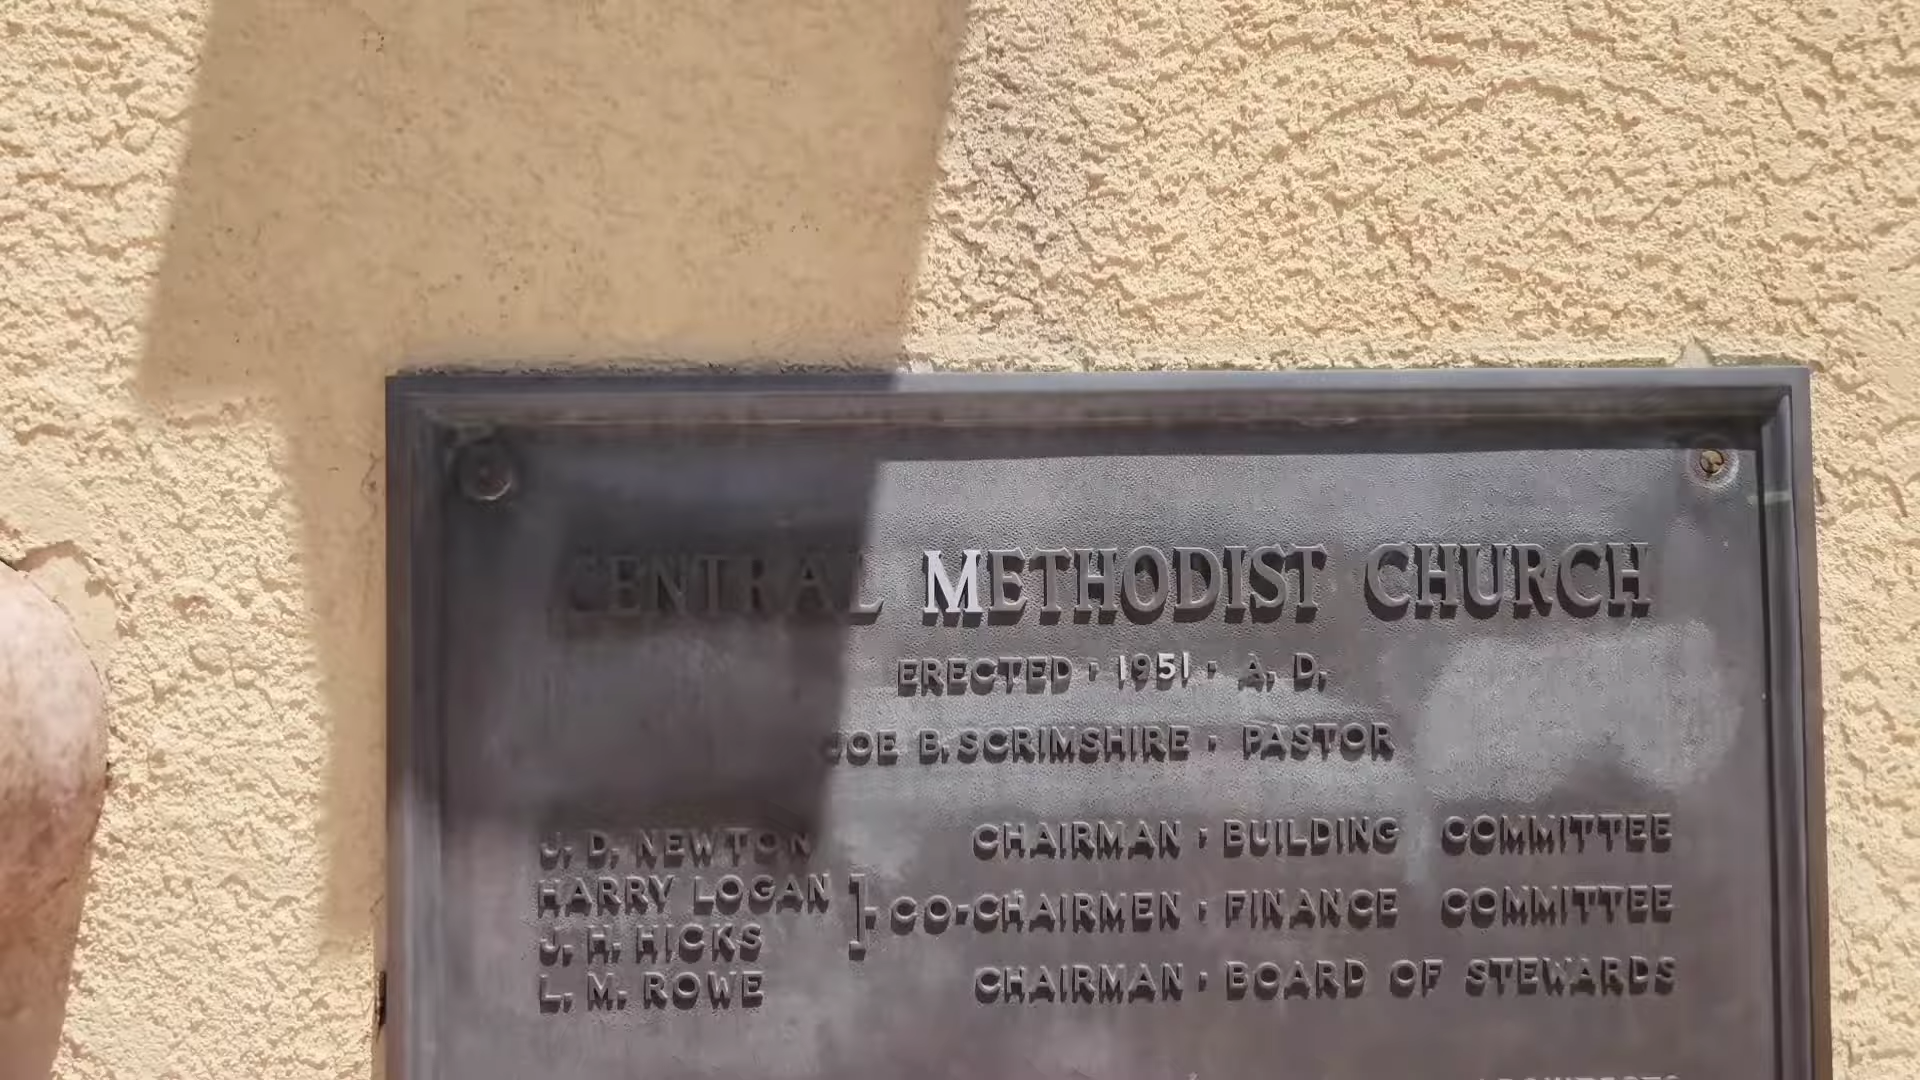 CENTRAL METHODIST CHURCH
ERECTED · 1951 · A. D.
JOE B. SCRIMSHIRE · PASTOR
J. D. NEWTON CHAIRMAN · BUILDING COMMITTEE
HARRY LOGAN
J. H. HICKS ] · CO-CHAIRMEN · FINANCE COMMITTEE
L. M. ROWE CHAIRMAN · BOARD OF STEWARDS